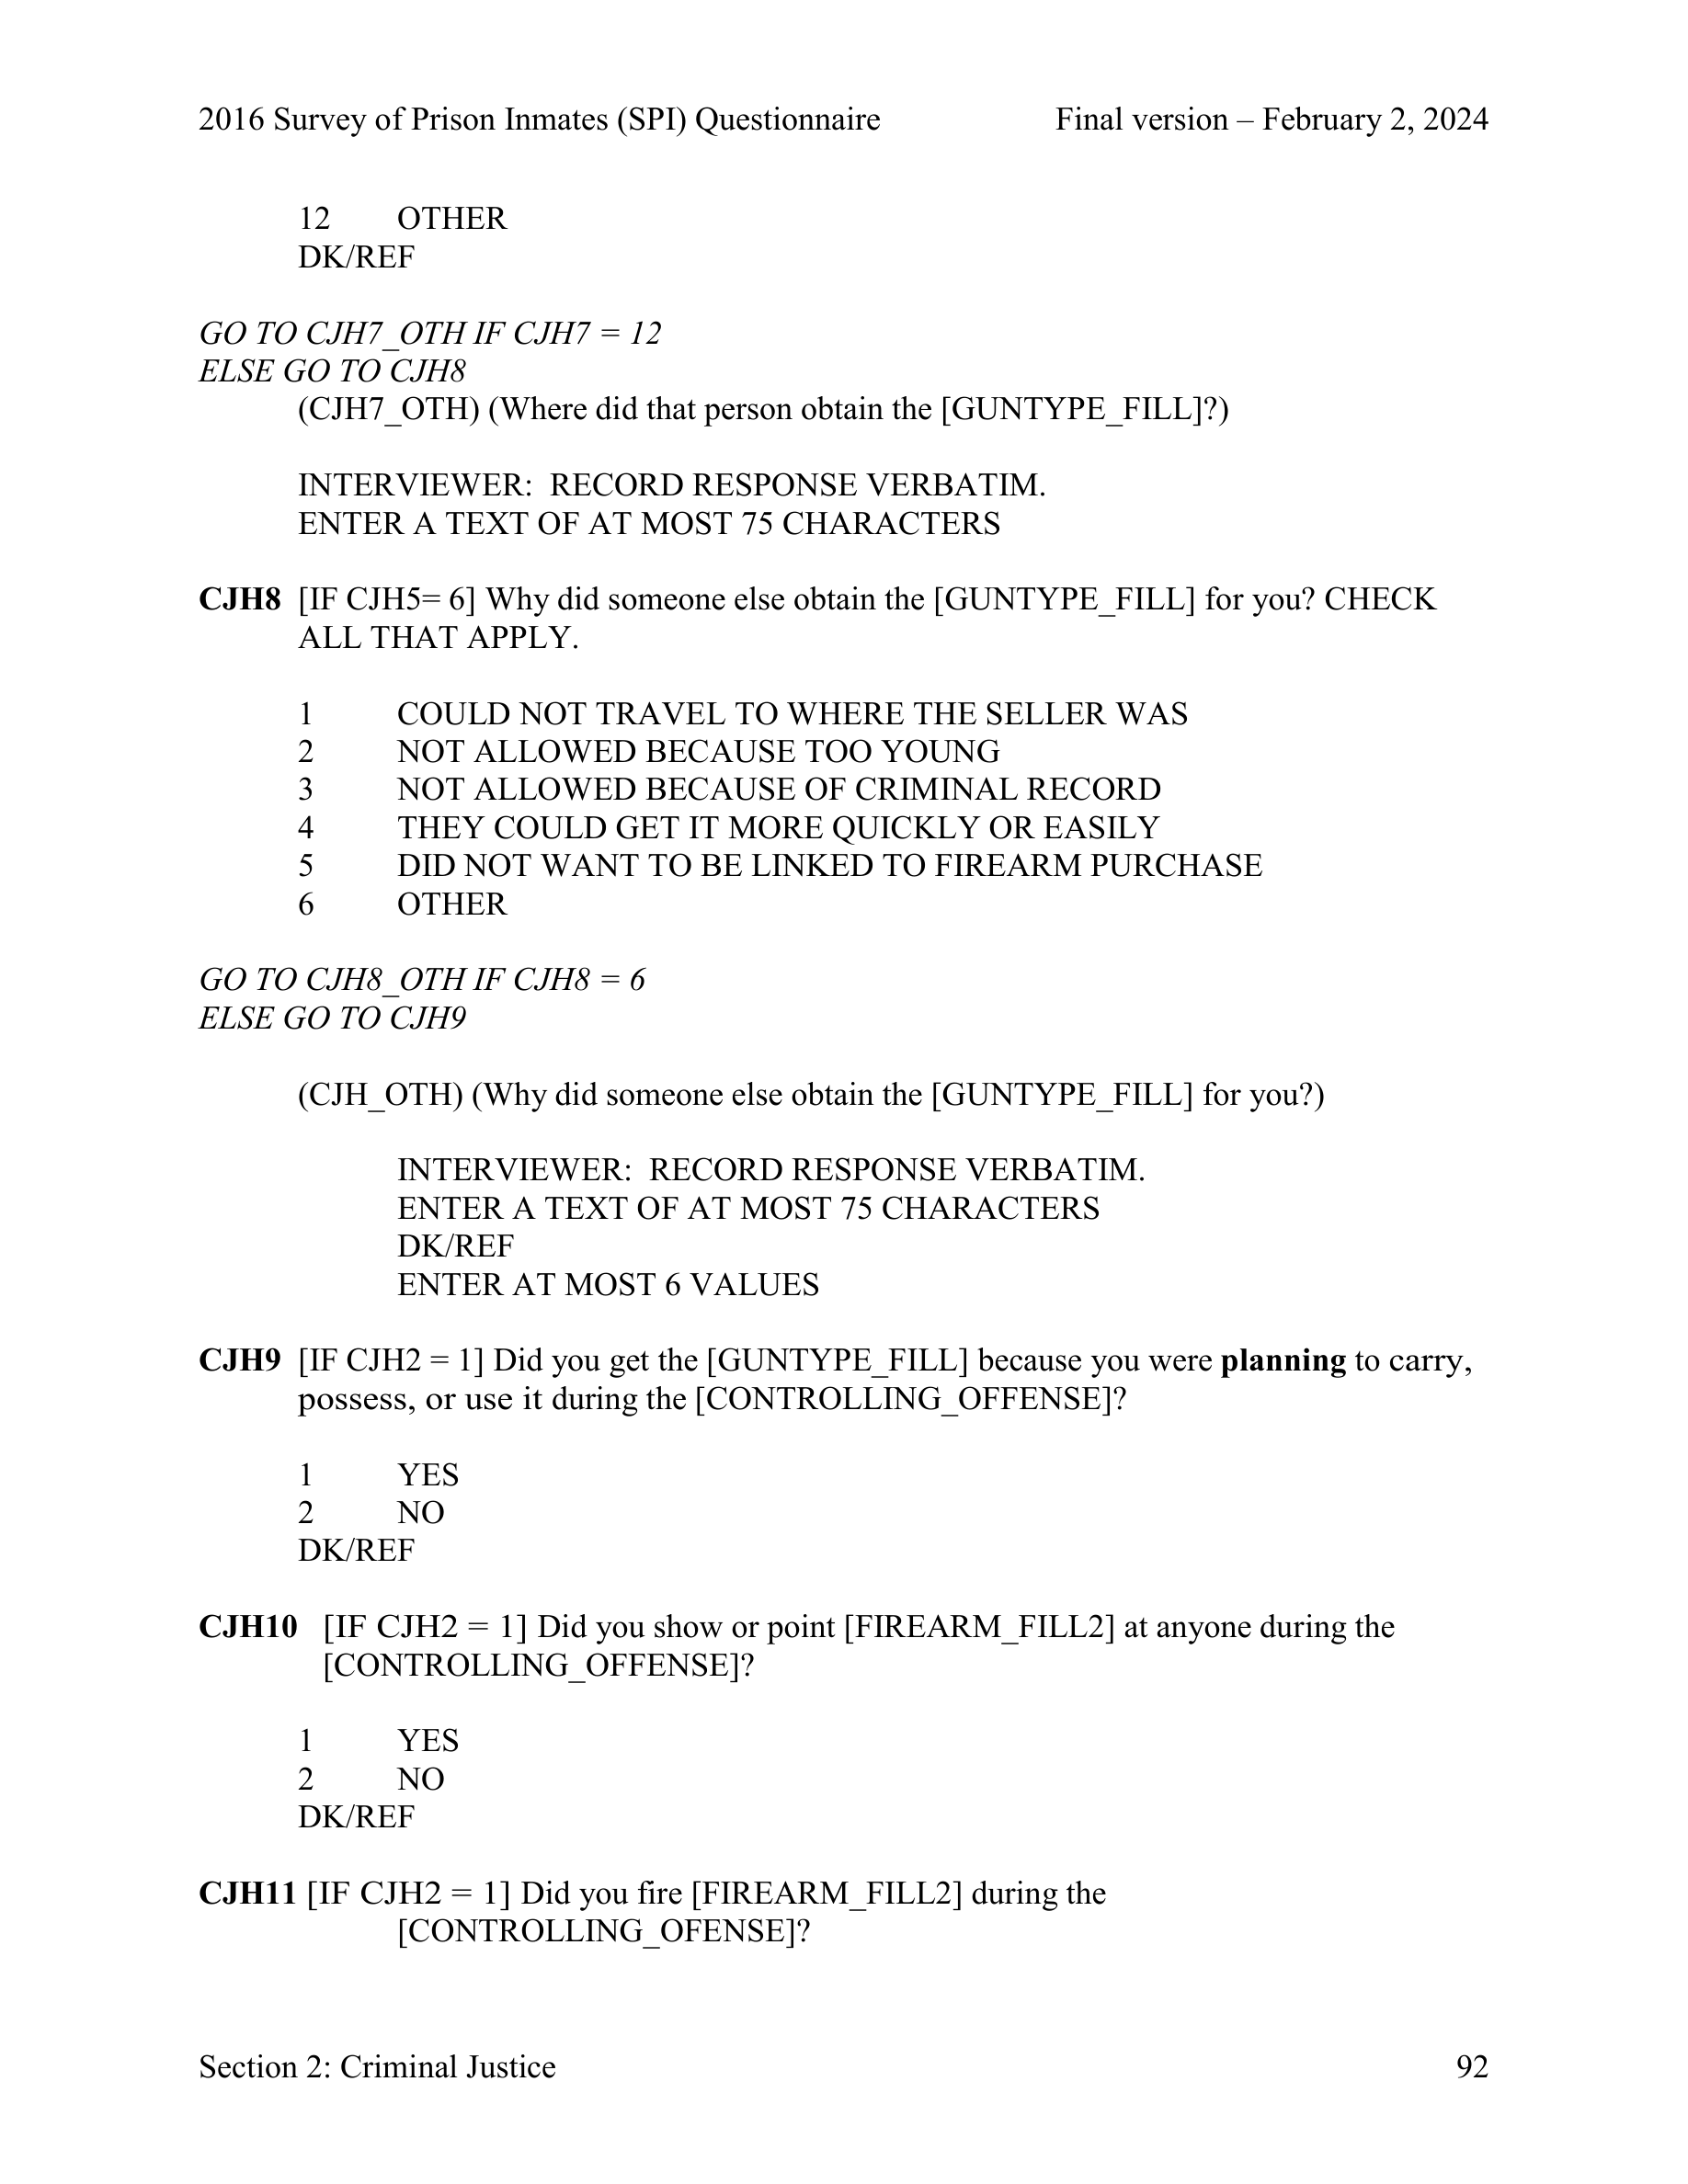 2016 Survey of Prison Inmates (SPI) Questionnaire Final version – February 2, 2024
12 OTHER
DK/REF
GO TO CJH7_OTH IF CJH7 = 12
ELSE GO TO CJH8
(CJH7_OTH) (Where did that person obtain the [GUNTYPE_FILL]?)
INTERVIEWER: RECORD RESPONSE VERBATIM.
ENTER A TEXT OF AT MOST 75 CHARACTERS
CJH8 [IF CJH5= 6] Why did someone else obtain the [GUNTYPE_FILL] for you? CHECK
ALL THAT APPLY.
1 COULD NOT TRAVEL TO WHERE THE SELLER WAS
2 NOT ALLOWED BECAUSE TOO YOUNG
3 NOT ALLOWED BECAUSE OF CRIMINAL RECORD
4 THEY COULD GET IT MORE QUICKLY OR EASILY
5 DID NOT WANT TO BE LINKED TO FIREARM PURCHASE
6 OTHER
GO TO CJH8_OTH IF CJH8 = 6
ELSE GO TO CJH9
(CJH_OTH) (Why did someone else obtain the [GUNTYPE_FILL] for you?)
INTERVIEWER: RECORD RESPONSE VERBATIM.
ENTER A TEXT OF AT MOST 75 CHARACTERS
DK/REF
ENTER AT MOST 6 VALUES
CJH9 [IF CJH2 = 1] Did you get the [GUNTYPE_FILL] because you were planning to carry,
possess, or use it during the [CONTROLLING_OFFENSE]?
1 YES
2 NO
DK/REF
CJH10 [IF CJH2 = 1] Did you show or point [FIREARM_FILL2] at anyone during the
[CONTROLLING_OFFENSE]?
1 YES
2 NO
DK/REF
CJH11 [IF CJH2 = 1] Did you fire [FIREARM_FILL2] during the
[CONTROLLING_OFENSE]?
Section 2: Criminal Justice 92